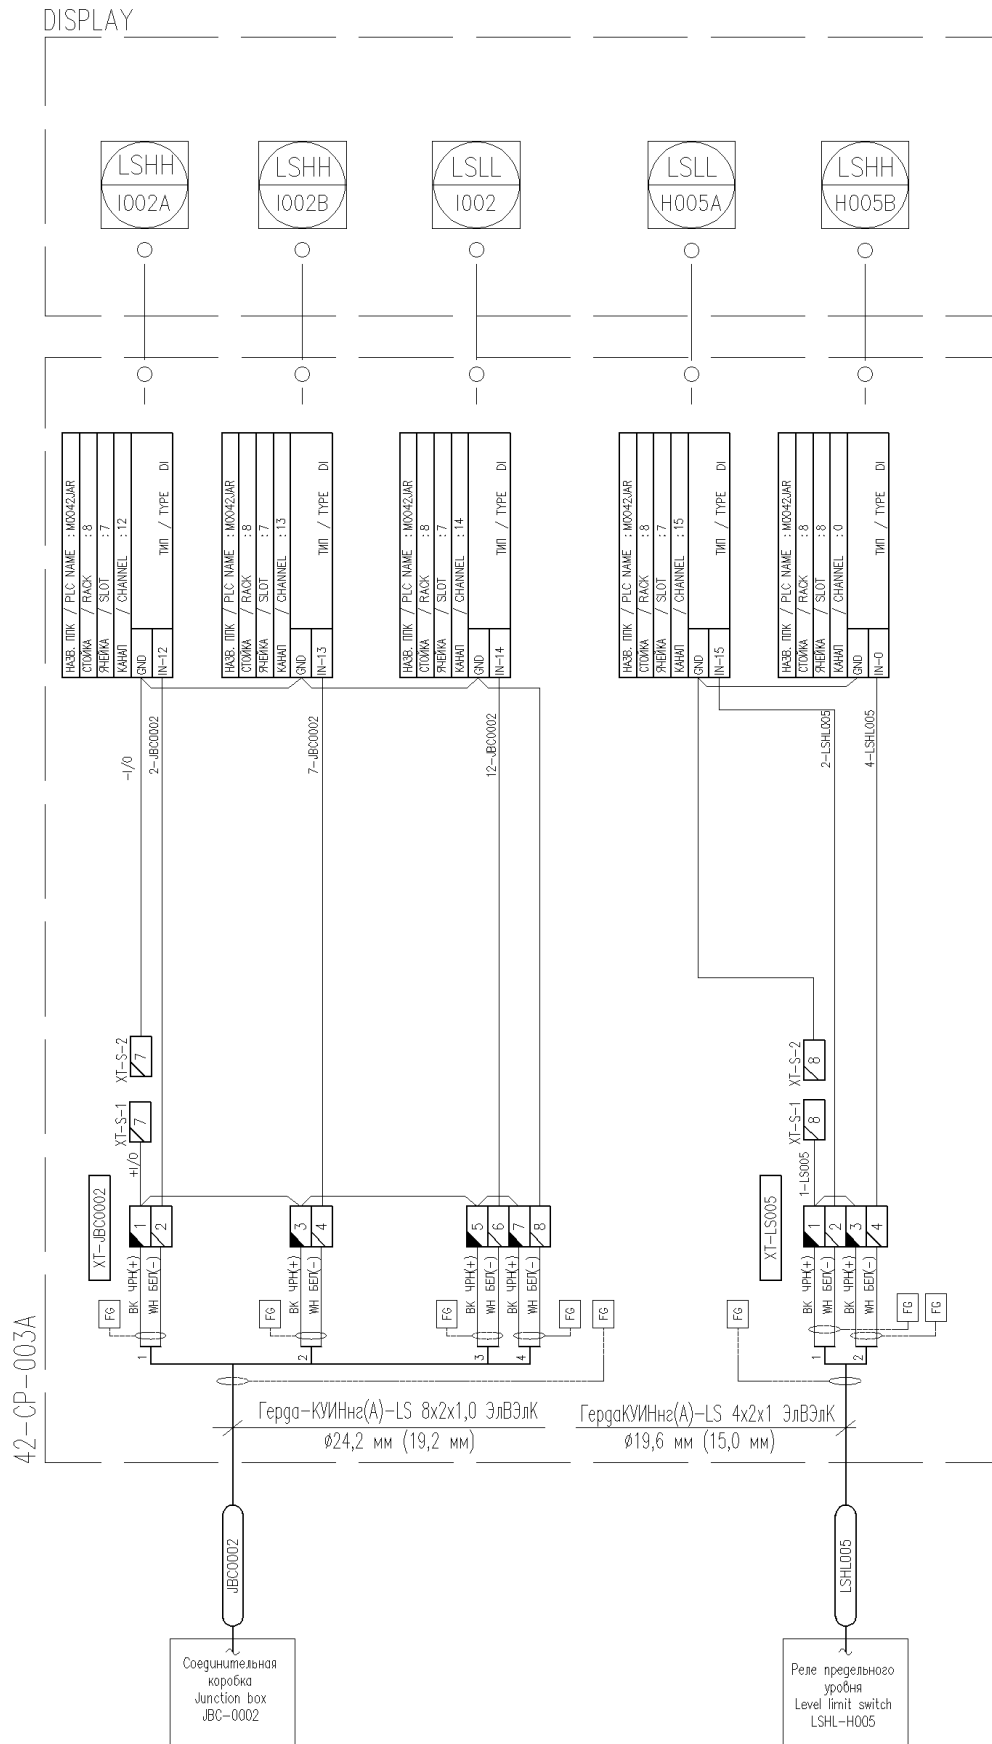 DISPLAY
LSHH
I002A
LSHH
I002B
LSLL
I002
LSLL
H005A
LSHH
H005B
НАЗВ. ППК / PLC NAME : M0042JAR
СТОЙКА / RACK : 8
ЯЧЕЙКА / SLOT : 7
КАНАЛ / CHANNEL : 12
GND
IN-12
ТИП / TYPE DI
НАЗВ. ППК / PLC NAME : M0042JAR
СТОЙКА / RACK : 8
ЯЧЕЙКА / SLOT : 7
КАНАЛ / CHANNEL : 13
GND
IN-13
ТИП / TYPE DI
НАЗВ. ППК / PLC NAME : M0042JAR
СТОЙКА / RACK : 8
ЯЧЕЙКА / SLOT : 7
КАНАЛ / CHANNEL : 14
GND
IN-14
ТИП / TYPE DI
НАЗВ. ППК / PLC NAME : M0042JAR
СТОЙКА / RACK : 8
ЯЧЕЙКА / SLOT : 7
КАНАЛ / CHANNEL : 15
GND
IN-15
ТИП / TYPE DI
НАЗВ. ППК / PLC NAME : M0042JAR
СТОЙКА / RACK : 8
ЯЧЕЙКА / SLOT : 8
КАНАЛ / CHANNEL : 0
GND
IN-0
ТИП / TYPE DI
-I/0
2-JBC0002
7-JBC0002
12-JBC0002
2-LSHL005
4-LSHL005
XT-S-2
7
XT-S-1
7
+I/0
XT-S-2
8
XT-S-1
8
1-LS005
XT-JBC0002
1
2
3
4
5
6
7
8
XT-LS005
1
2
3
4
BK ЧРН(+)
WH БЕЛ(-)
BK ЧРН(+)
WH БЕЛ(-)
BK ЧРН(+)
WH БЕЛ(-)
BK ЧРН(+)
WH БЕЛ(-)
BK ЧРН(+)
WH БЕЛ(-)
BK ЧРН(+)
WH БЕЛ(-)
FG
FG
FG
FG
FG
FG
FG
FG
1
2
3
4
1
2
42-CP-003A
Герда-КУИНнг(А)-LS 8x2x1,0 ЭлВЭлК
ø24,2 мм (19,2 мм)
ГердаКУИНнг(А)-LS 4x2x1 ЭлВЭлК
ø19,6 мм (15,0 мм)
JBC0002
LSHL005
Соединительная
коробка
Junction box
JBC-0002
Реле предельного
уровня
Level limit switch
LSHL-H005